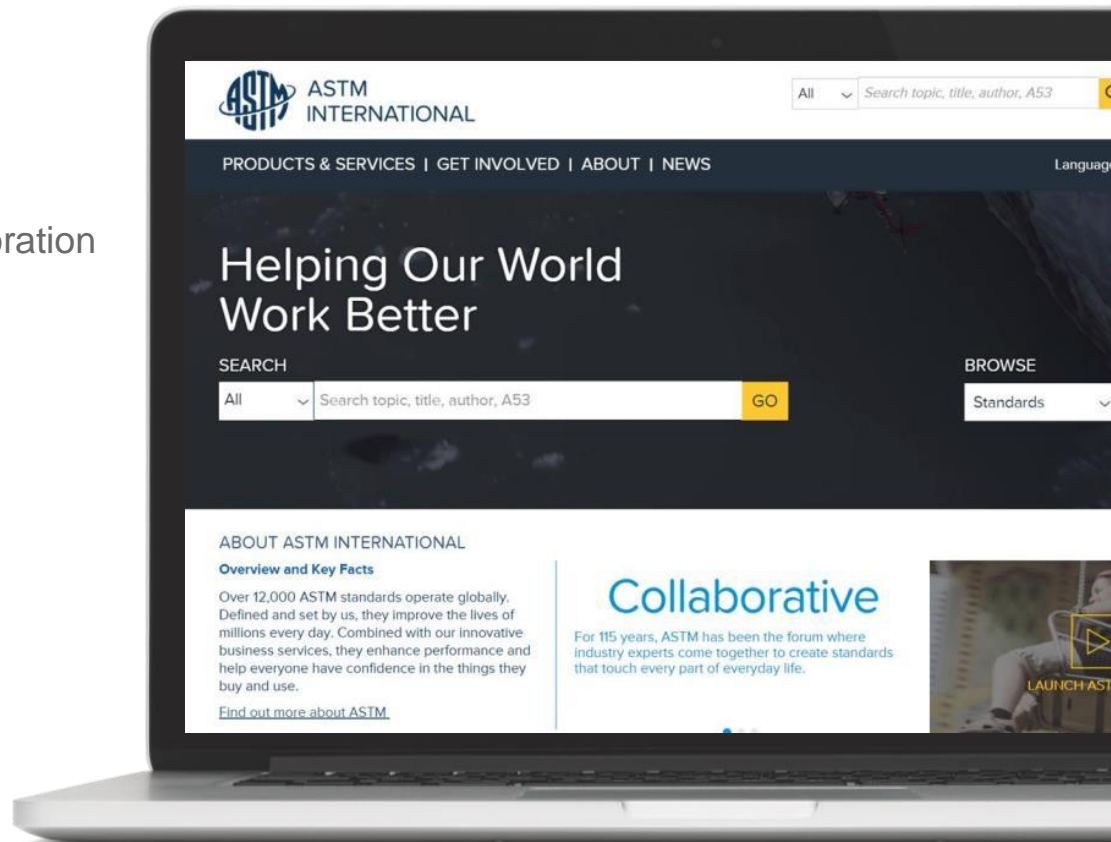 oration
ASTM
ASTM
INTERNATIONAL
All
Search topic, title, author, A53
PRODUCTS & SERVICES | GET INVOLVED | ABOUT | NEWS
Language
Helping Our World
Work Better
SEARCH
All
Search topic, title, author, A53
GO
BROWSE
Standards
ABOUT ASTM INTERNATIONAL
Overview and Key Facts
Over 12,000 ASTM standards operate globally.
Defined and set by us, they improve the lives of
millions every day. Combined with our innovative
business services, they enhance performance and
help everyone have confidence in the things they
buy and use.
Find out more about ASTM
Collaborative
For 115 years, ASTM has been the forum where
industry experts come together to create standards
that touch every part of everyday life.
LAUNCH AST